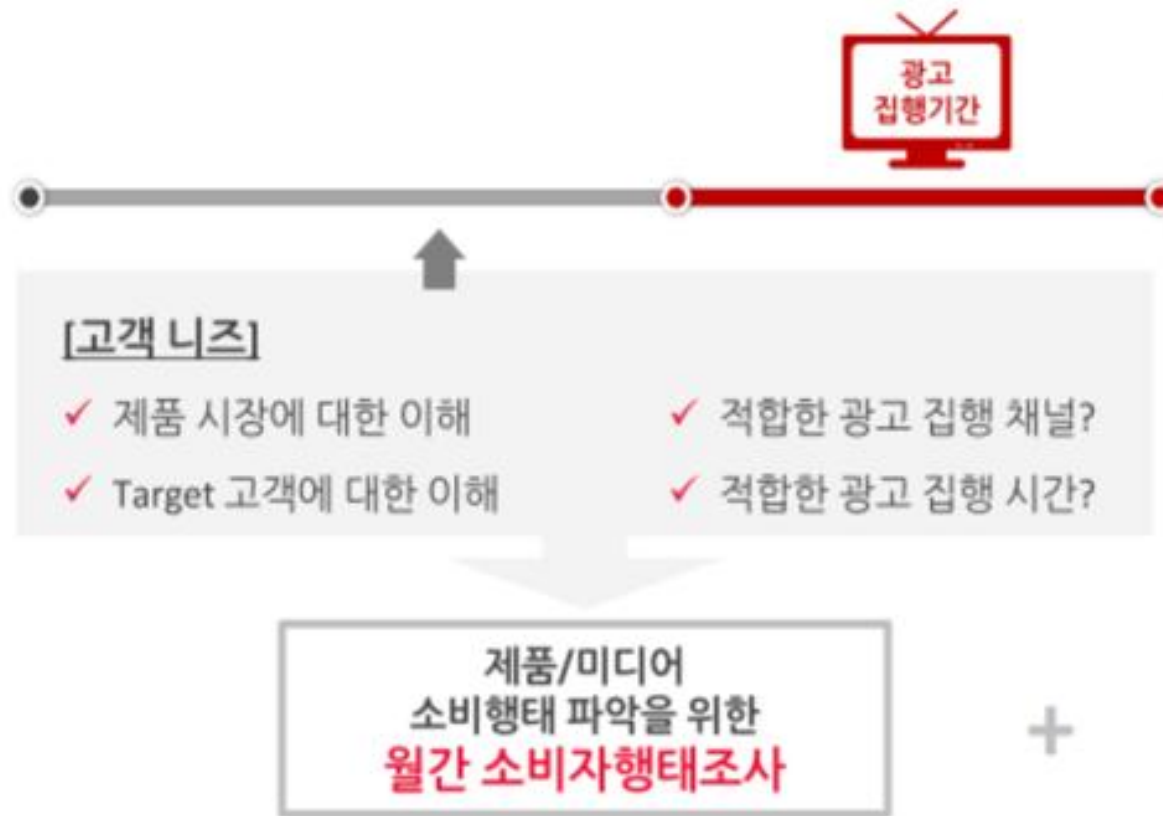 광고
집행기간
[고객 니즈]
✓ 제품 시장에 대한 이해
✓ 적합한 광고 집행 채널?
✓ Target 고객에 대한 이해
✓ 적합한 광고 집행 시간?
제품/미디어
소비행태 파악을 위한
월간 소비자행태조사
+